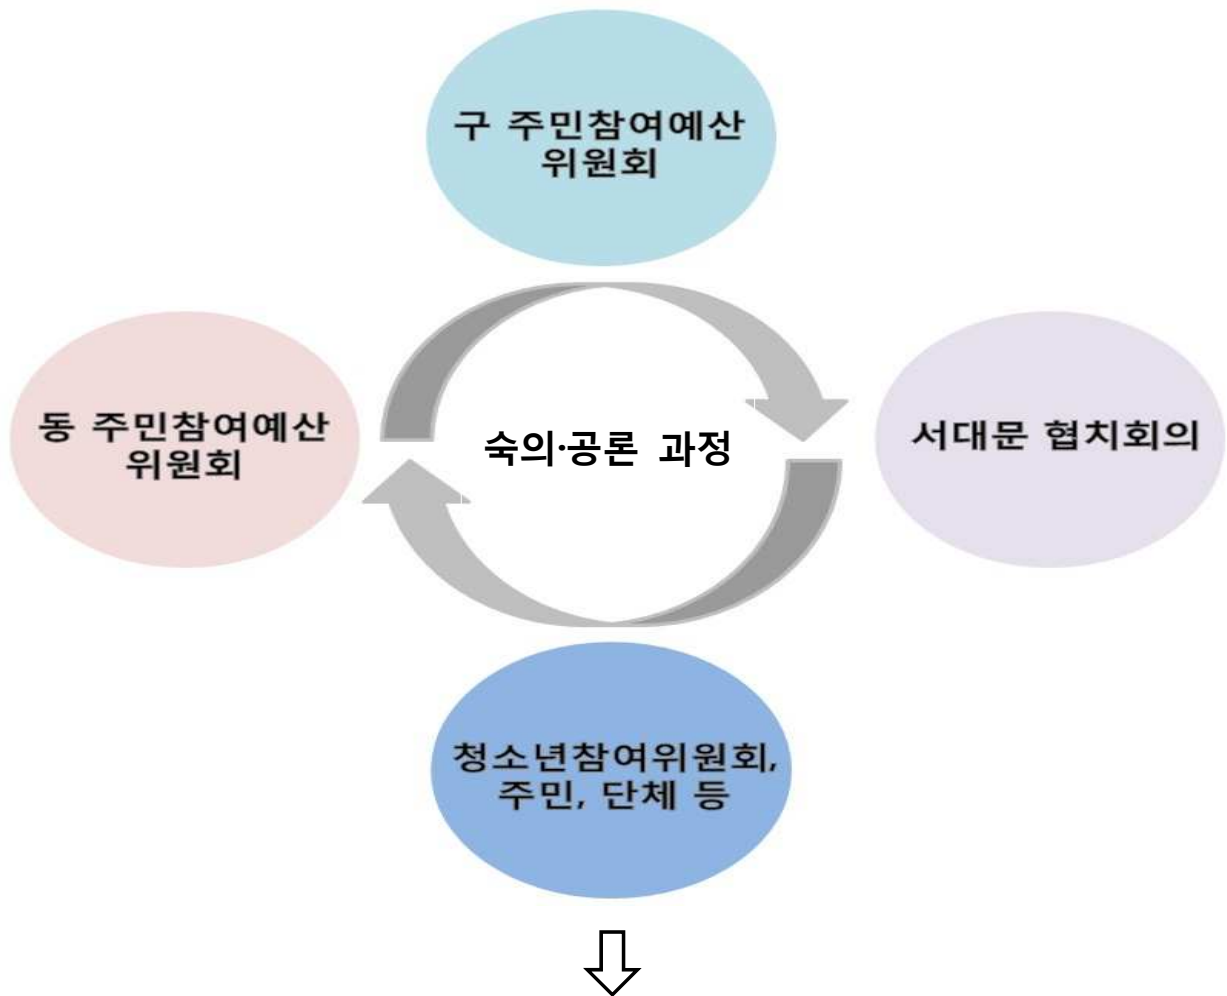 구 주민참여예산
위원회
동 주민참여예산
위원회
숙의·공론 과정
서대문 협치회의
청소년참여위원회,
주민, 단체 등